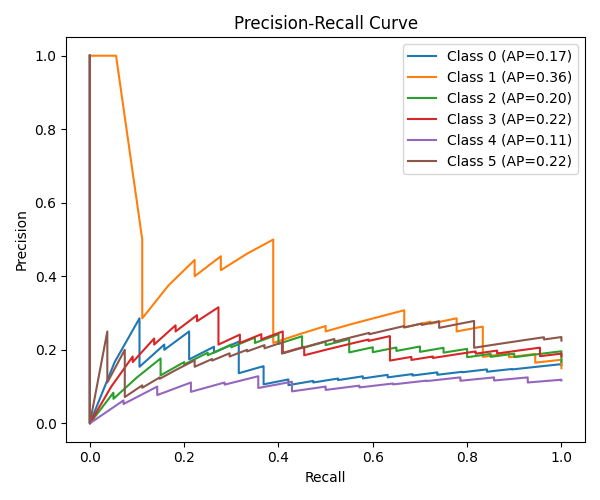 Precision-Recall Curve
Precision
1.0
0.8
0.6
0.4
0.2
0.0
Class 0 (AP=0.17)
Class 1 (AP=0.36)
Class 2 (AP=0.20)
Class 3 (AP=0.22)
Class 4 (AP=0.11)
Class 5 (AP=0.22)
0.0 0.2 0.4 0.6 0.8 1.0
Recall